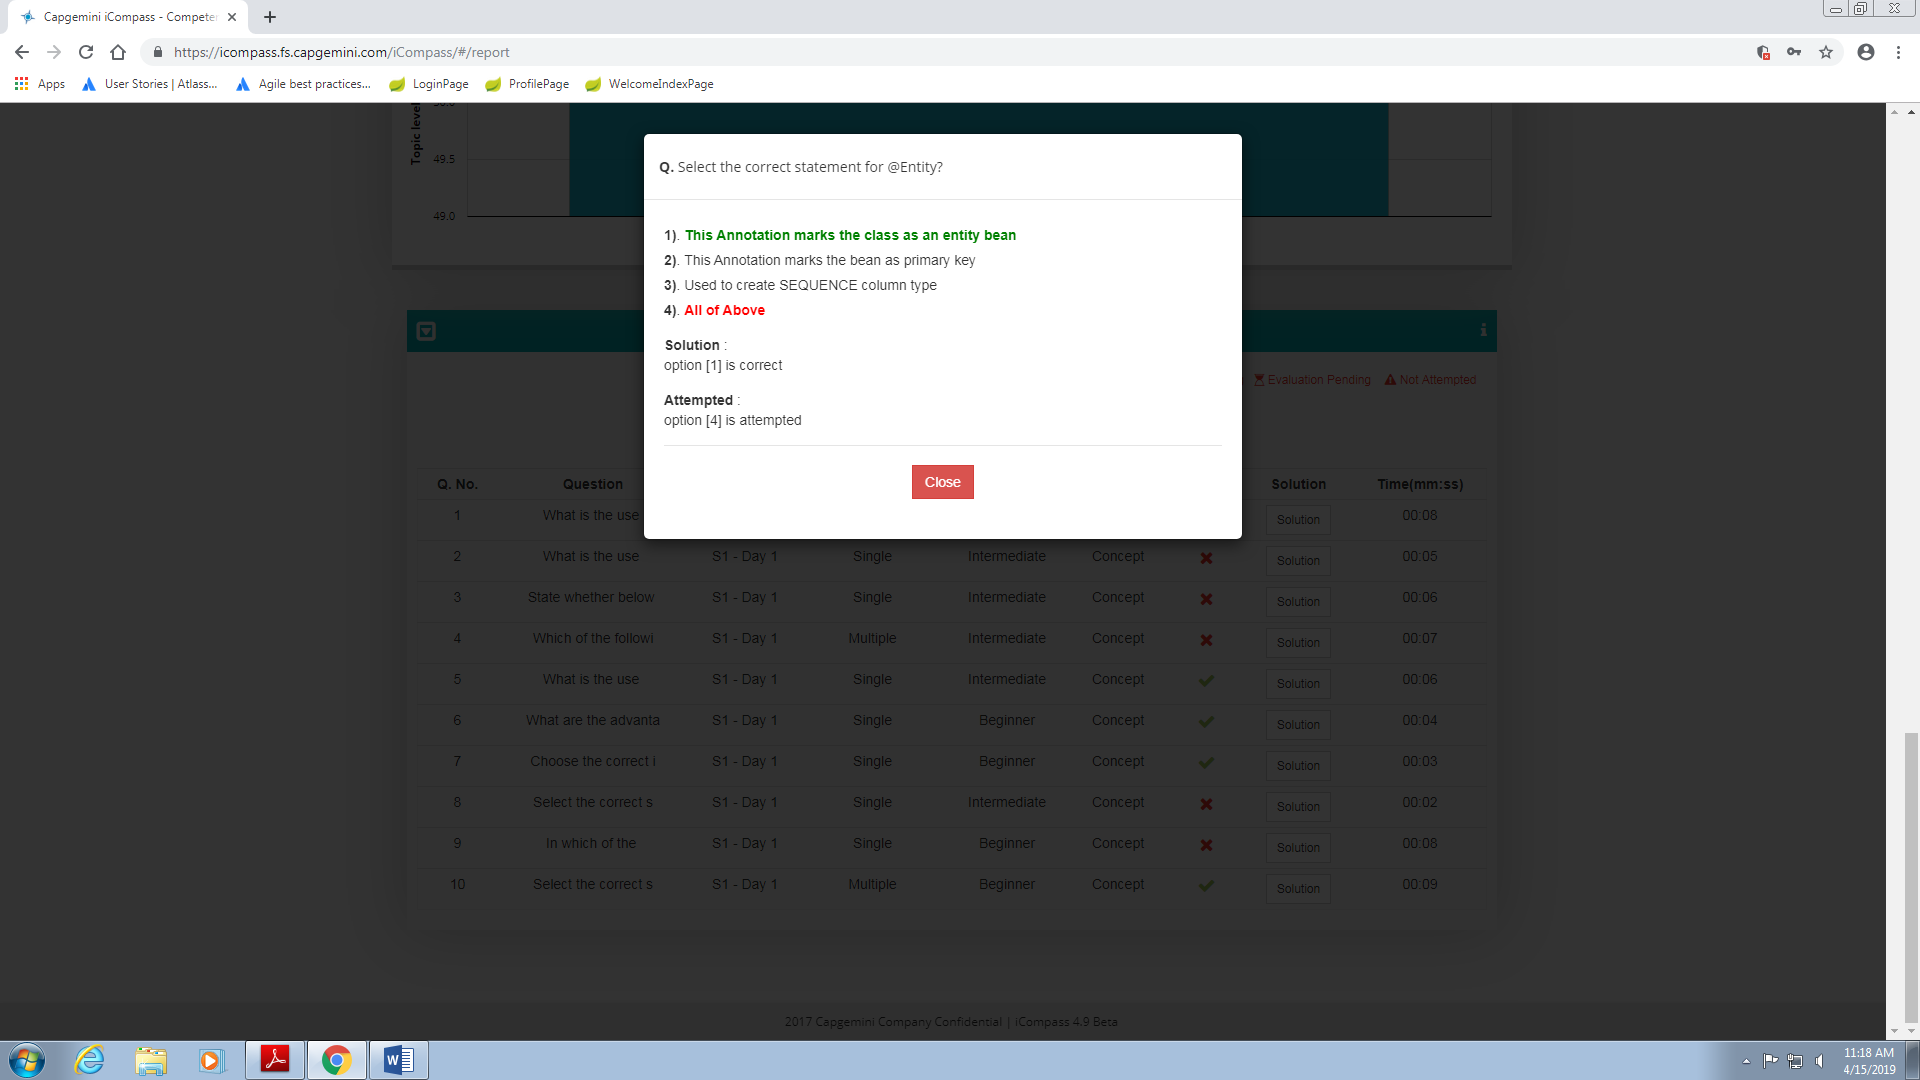 Capgemini iCompass - Competer
https://icompass.fs.capgemini.com/iCompass/#/report
Apps
User Stories | Atlass...
Agile best practices...
LoginPage
ProfilePage
WelcomeIndexPage
Topic level
49.5
49.0
Q. Select the correct statement for @Entity?
1). This Annotation marks the class as an entity bean
2). This Annotation marks the bean as primary key
3). Used to create SEQUENCE column type
4). All of Above
Solution :
option [1] is correct
Attempted :
option [4] is attempted
Close
Evaluation Pending Not Attempted
Q. No. Question Solution Time(mm:ss)
1 What is the use Solution 00:08
2 What is the use S1 - Day 1 Single Intermediate Concept Solution 00:05
3 State whether below S1 - Day 1 Single Intermediate Concept Solution 00:06
4 Which of the followi S1 - Day 1 Multiple Intermediate Concept Solution 00:07
5 What is the use S1 - Day 1 Single Intermediate Concept Solution 00:06
6 What are the advanta S1 - Day 1 Single Beginner Concept Solution 00:04
7 Choose the correct i S1 - Day 1 Single Beginner Concept Solution 00:03
8 Select the correct s S1 - Day 1 Single Intermediate Concept Solution 00:02
9 In which of the S1 - Day 1 Single Beginner Concept Solution 00:08
10 Select the correct s S1 - Day 1 Multiple Beginner Concept Solution 00:09
2017 Capgemini Company Confidential | iCompass 4.9 Beta
11:18 AM
4/15/2019